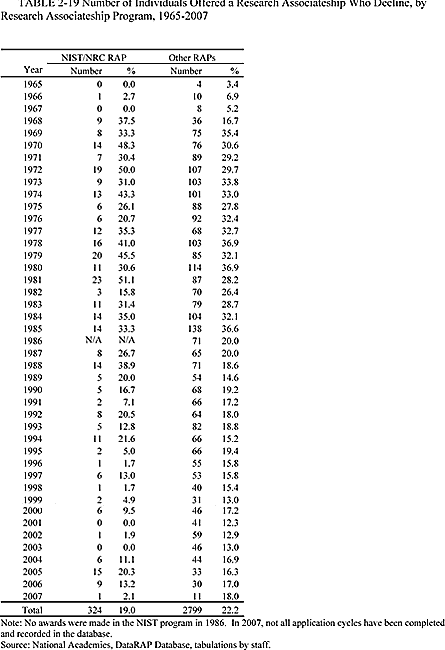 TABLE 2-19 Number of Individuals Offered a Research Associateship Who Decline, by
Research Associateship Program, 1965-2007
NIST/NRC RAP Other RAPs
Year Number % Number %
1965 0 0.0 4 3.4
1966 1 2.7 10 6.9
1967 0 0.0 8 5.2
1968 9 37.5 36 16.7
1969 8 33.3 75 35.4
1970 14 48.3 76 30.6
1971 7 30.4 89 29.2
1972 19 50.0 107 29.7
1973 9 31.0 103 33.8
1974 13 43.3 101 33.0
1975 6 26.1 88 27.8
1976 6 20.7 92 32.4
1977 12 35.3 68 32.7
1978 16 41.0 103 36.9
1979 20 45.5 85 32.1
1980 11 30.6 114 36.9
1981 23 51.1 87 28.2
1982 3 15.8 70 26.4
1983 11 31.4 79 28.7
1984 14 35.0 104 32.1
1985 14 33.3 138 36.6
1986 N/A N/A 71 20.0
1987 8 26.7 65 20.0
1988 14 38.9 71 18.6
1989 5 20.0 54 14.6
1990 5 16.7 68 19.2
1991 2 7.1 66 17.2
1992 8 20.5 64 18.0
1993 5 12.8 82 18.8
1994 11 21.6 66 15.2
1995 2 5.0 66 19.4
1996 1 1.7 55 15.8
1997 6 13.0 53 15.8
1998 1 1.7 40 15.4
1999 2 4.9 31 13.0
2000 6 9.5 46 17.2
2001 0 0.0 41 12.3
2002 1 1.9 59 12.9
2003 0 0.0 46 13.0
2004 6 11.1 44 16.9
2005 15 20.3 33 16.3
2006 9 13.2 30 17.0
2007 1 2.1 11 18.0
Total 324 19.0 2799 22.2
Note: No awards were made in the NIST program in 1986. In 2007, not all application cycles have been completed
and recorded in the database.
Source: National Academies, DataRAP Database, tabulations by staff.